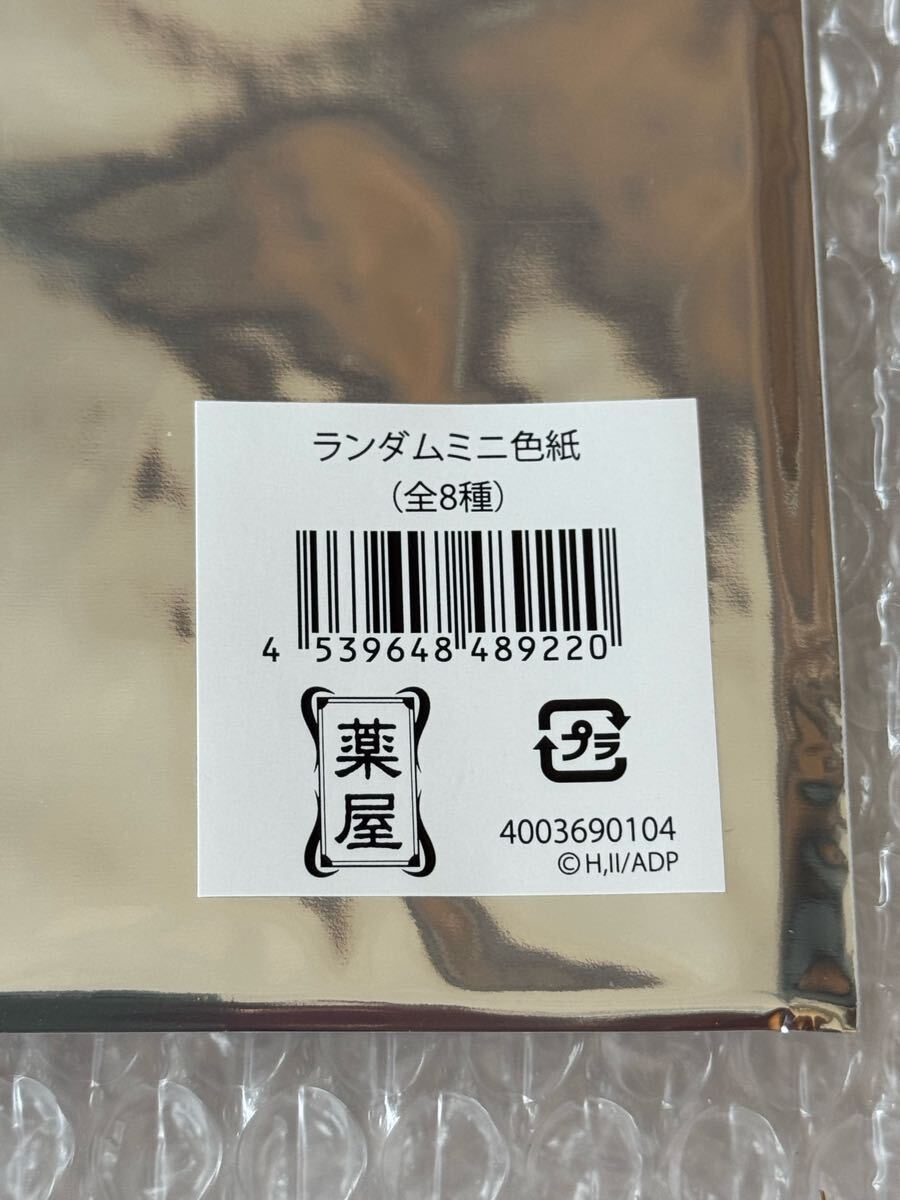 ランダムミニ色紙
（全8種）
4 539648 489220
薬屋
プラ
4003690104
©H,II/ADP